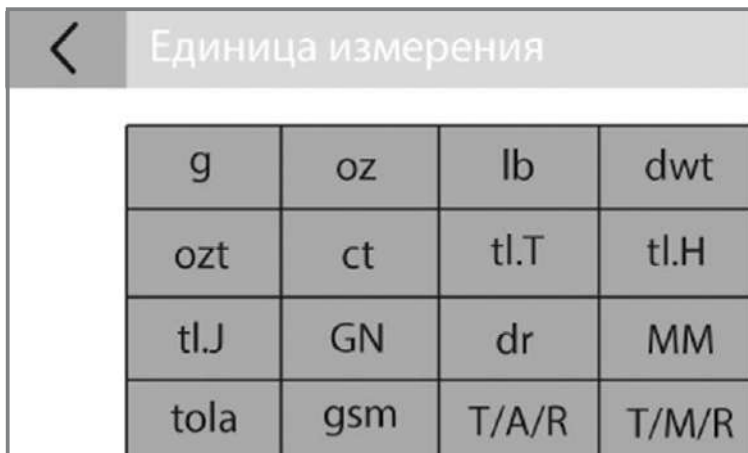 Единица измерения
g oz lb dwt
ozt ct tl.T tl.H
tl.J GN dr MM
tola gsm T/A/R T/M/R